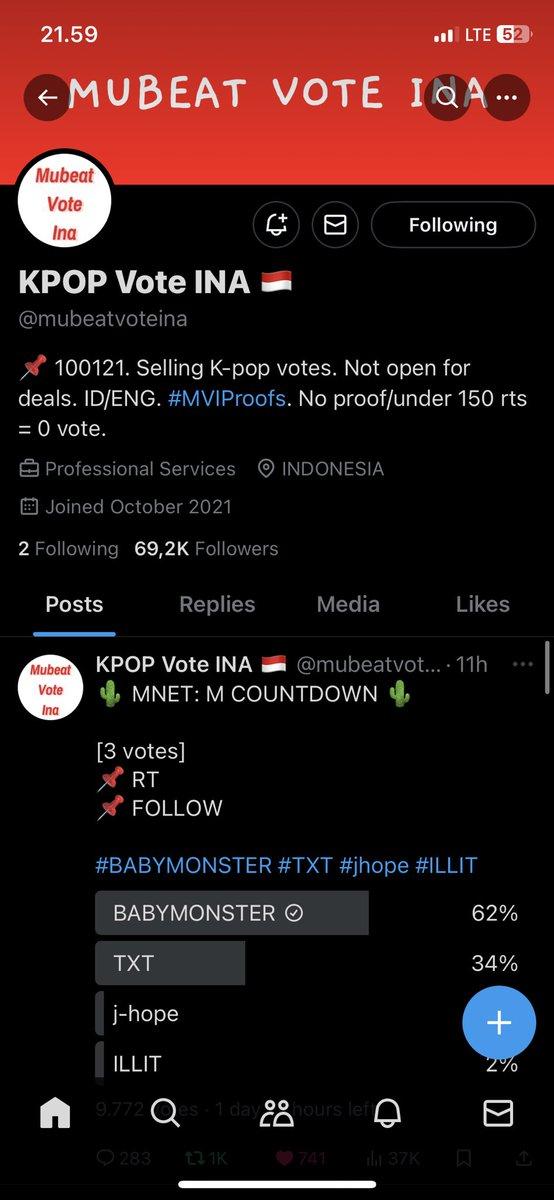 21.59
LTE 52
MUBEAT VOTE INA
Mubeat
Vote
Ina
Following
KPOP Vote INA 🇮🇩
@mubeatvoteina
📌 100121. Selling K-pop votes. Not open for
deals. ID/ENG. #MVIProofs. No proof/under 150 rts
= 0 vote.
Professional Services INDONESIA
Joined October 2021
2 Following 69,2K Followers
Posts Replies Media Likes
Mubeat
Vote
Ina
KPOP Vote INA 🇮🇩 @mubeatvot... · 11h
🌵 MNET: M COUNTDOWN 🌵
[3 votes]
📌 RT
📌 FOLLOW
#BABYMONSTER #TXT #jhope #ILLIT
BABYMONSTER 62%
TXT 34%
j-hope
ILLIT 2%
9.772 · 1 day hours left
283 1K 741 37K